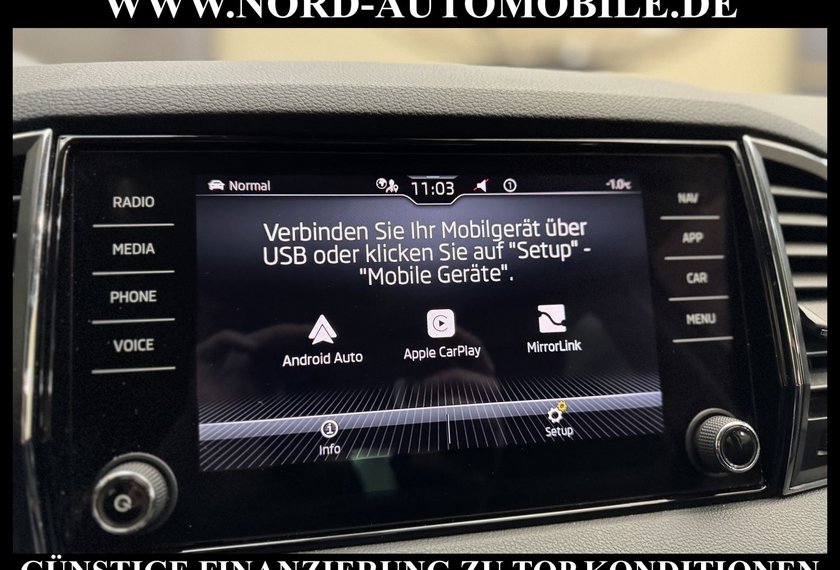 WWW.NORD-AUTOMOBILE.DE
Normal
11:03
1
-1.0°C
RADIO
MEDIA
PHONE
VOICE
Verbinden Sie Ihr Mobilgerät über
USB oder klicken Sie auf "Setup" -
"Mobile Geräte".
Android Auto
Apple CarPlay
MirrorLink
Info
Setup
NAV
APP
CAR
MENU
GÜNSTIGE FINANZIERUNG ZU TOP KONDITIONEN